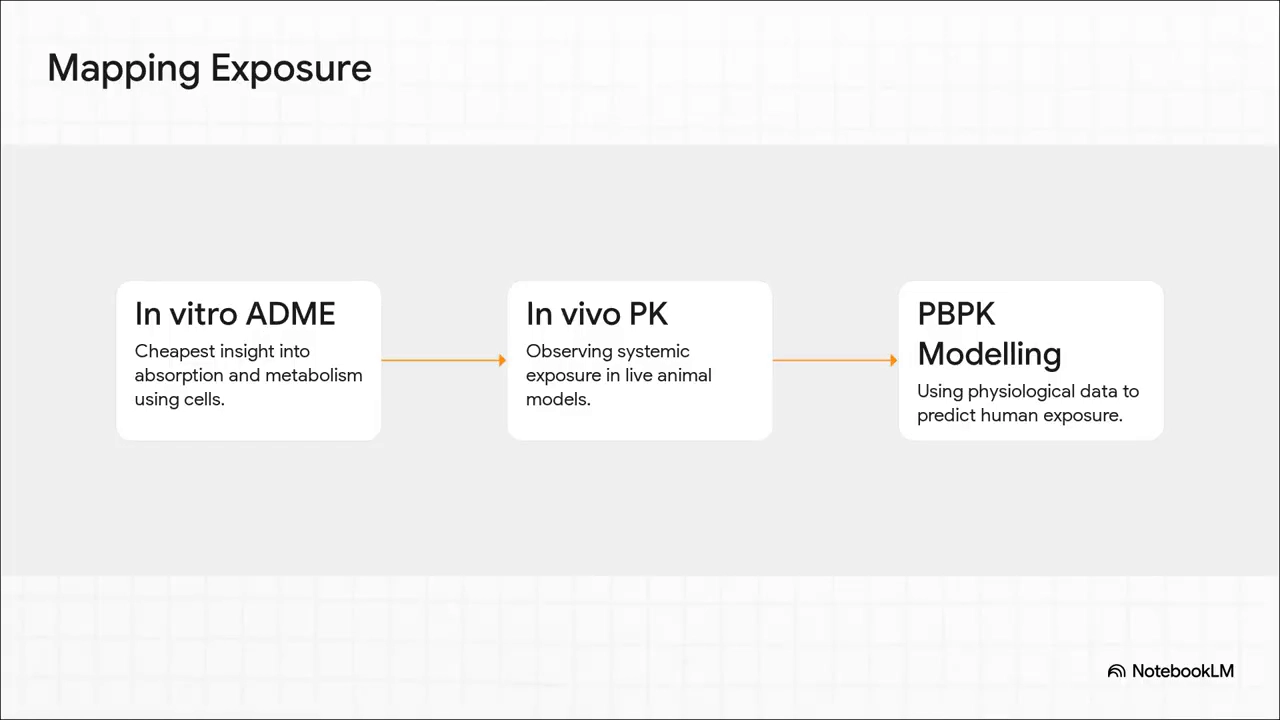 Mapping Exposure
In vitro ADME
Cheapest insight into
absorption and metabolism
using cells.
In vivo PK
Observing systemic
exposure in live animal
models.
PBPK
Modelling
Using physiological data to
predict human exposure.
NotebookLM